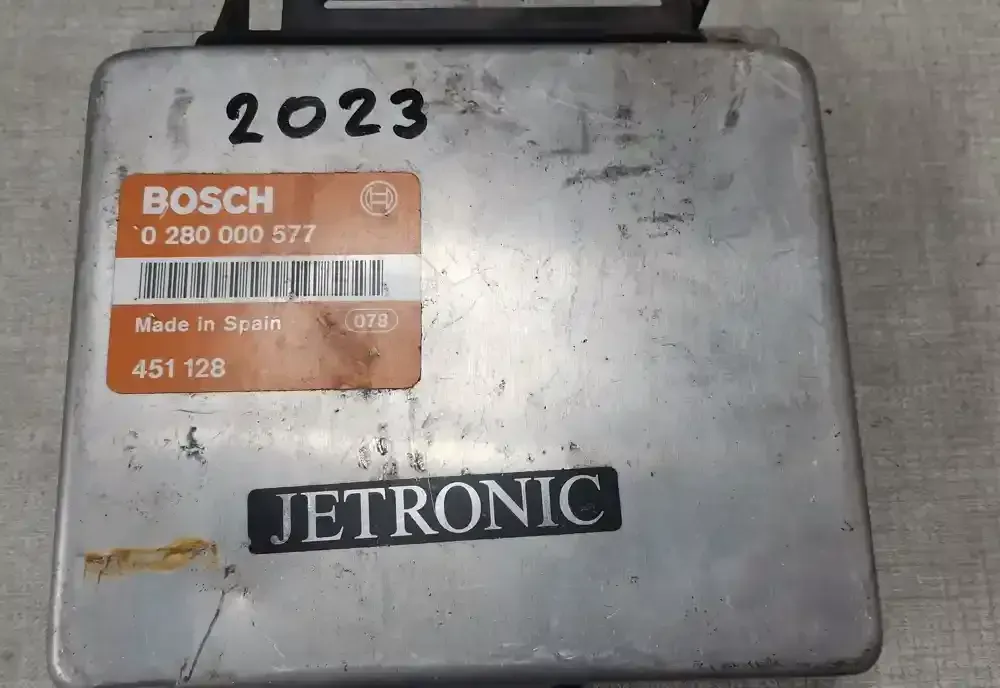 2023
BOSCH
0 280 000 577
Made in Spain 078
451 128
JETRONIC